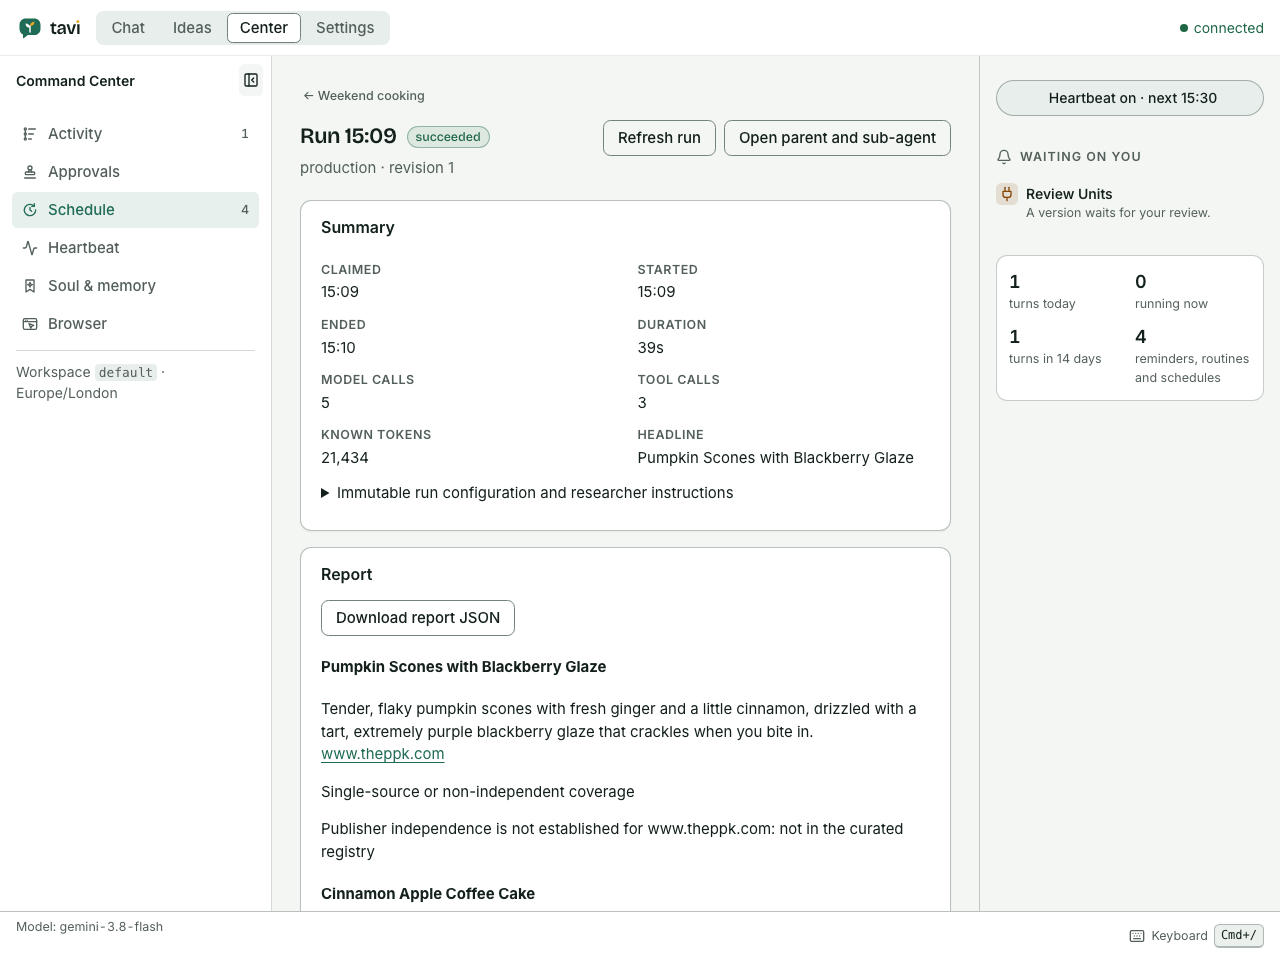 tavi
Chat
Ideas
Center
Settings
connected
Command Center
Activity 1
Approvals
Schedule 4
Heartbeat
Soul & memory
Browser
Workspace default ·
Europe/London
← Weekend cooking
Run 15:09 succeeded
Refresh run
Open parent and sub-agent
production · revision 1
Summary
CLAIMED
15:09
STARTED
15:09
ENDED
15:10
DURATION
39s
MODEL CALLS
5
TOOL CALLS
3
KNOWN TOKENS
21,434
HEADLINE
Pumpkin Scones with Blackberry Glaze
Immutable run configuration and researcher instructions
Report
Download report JSON
Pumpkin Scones with Blackberry Glaze
Tender, flaky pumpkin scones with fresh ginger and a little cinnamon, drizzled with a
tart, extremely purple blackberry glaze that crackles when you bite in.
www.theppk.com
Single-source or non-independent coverage
Publisher independence is not established for www.theppk.com: not in the curated
registry
Cinnamon Apple Coffee Cake
Heartbeat on · next 15:30
WAITING ON YOU
Review Units
A version waits for your review.
1
turns today
0
running now
1
turns in 14 days
4
reminders, routines
and schedules
Model: gemini-3.8-flash
Keyboard Cmd+/